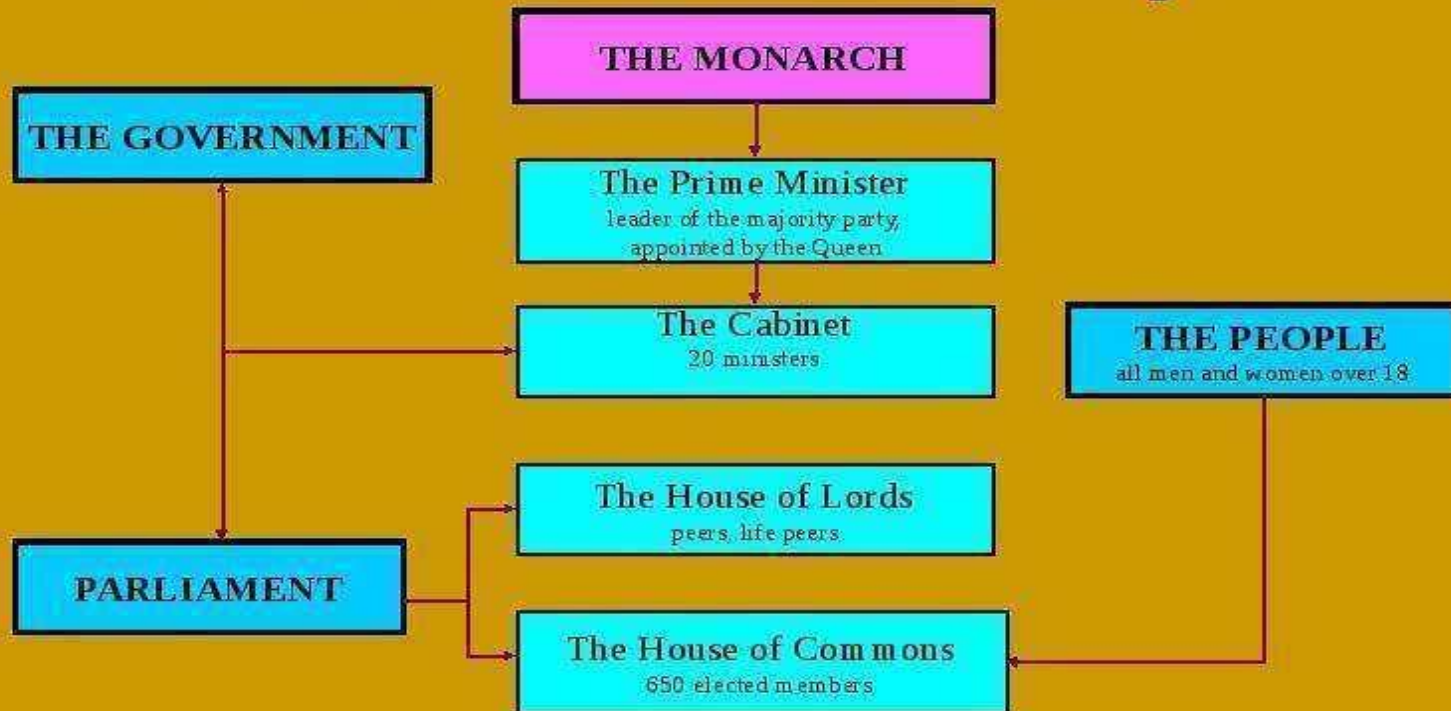 THE MONARCH
THE GOVERNMENT
The Prime Minister
leader of the majority party,
appointed by the Queen
The Cabinet
20 ministers
THE PEOPLE
all men and women over 18
The House of Lords
peers, life peers
PARLIAMENT
The House of Commons
650 elected members